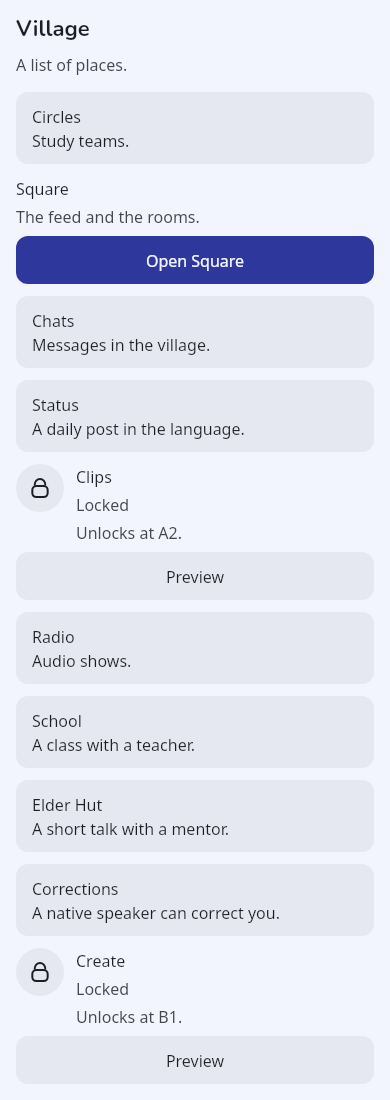 Village
A list of places.
Circles
Study teams.
Square
The feed and the rooms.
Open Square
Chats
Messages in the village.
Status
A daily post in the language.
Clips
Locked
Unlocks at A2.
Preview
Radio
Audio shows.
School
A class with a teacher.
Elder Hut
A short talk with a mentor.
Corrections
A native speaker can correct you.
Create
Locked
Unlocks at B1.
Preview